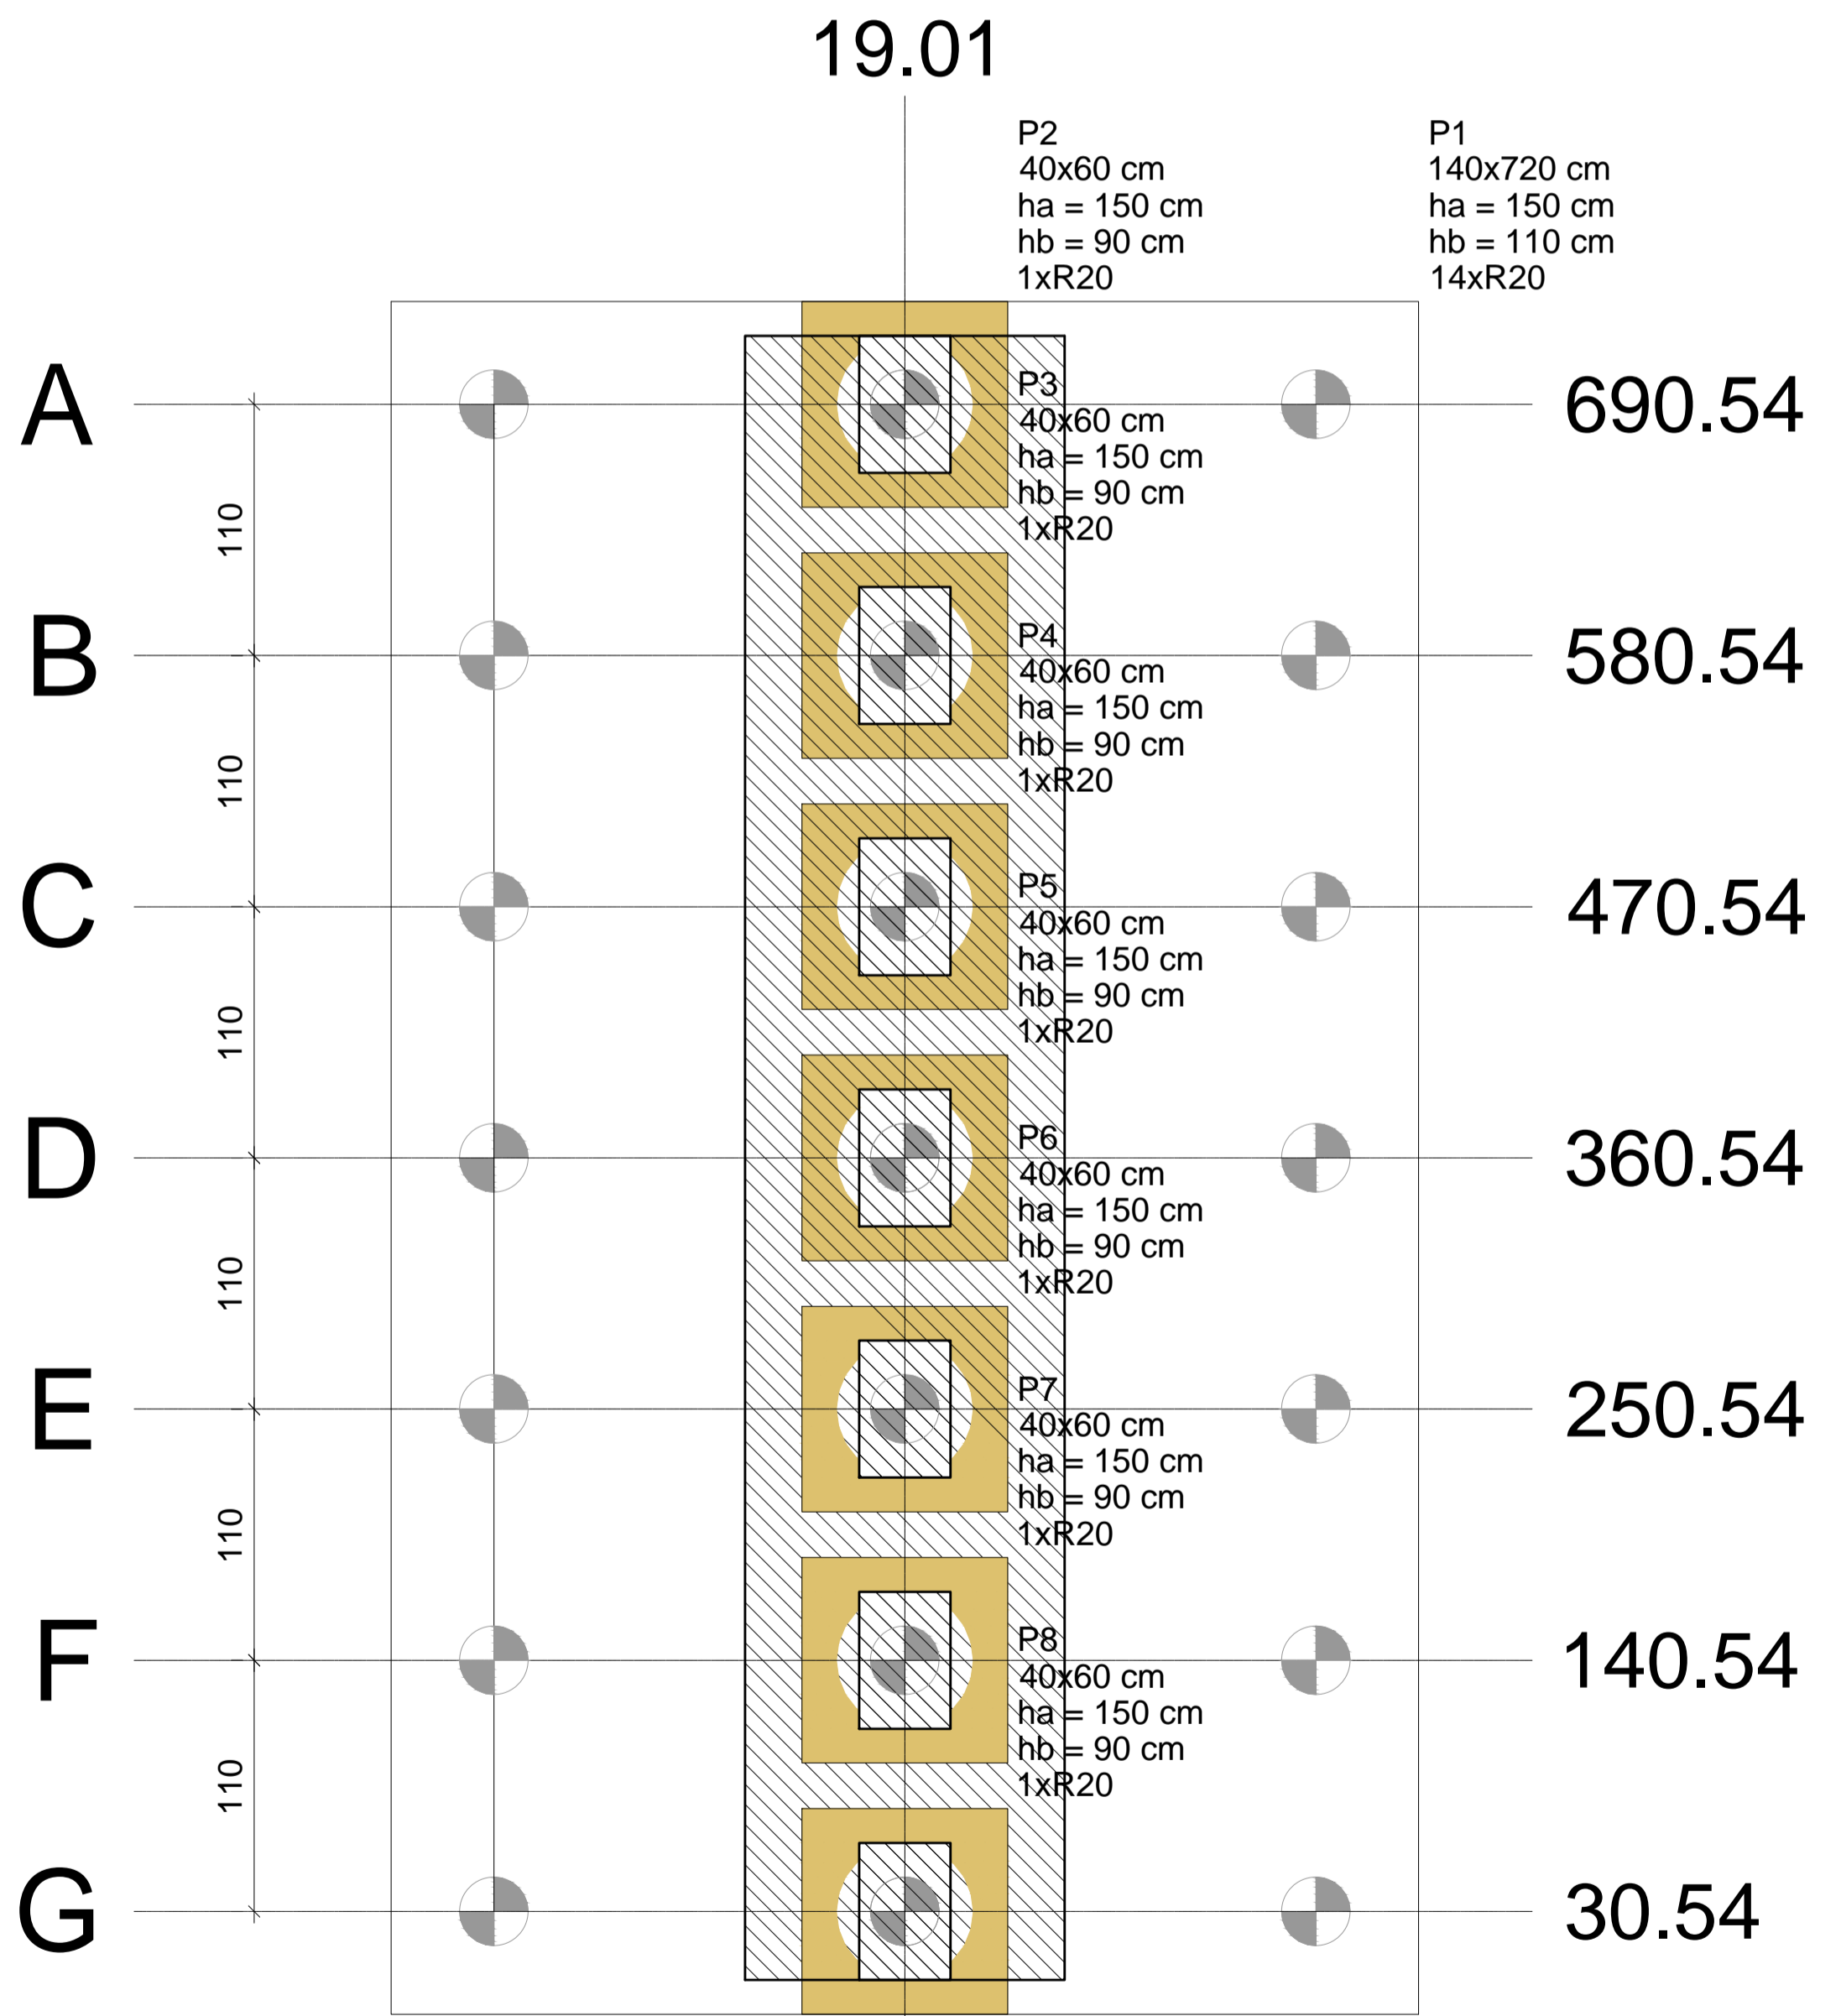 19.01
P2
40x60 cm
ha = 150 cm
hb = 90 cm
1xR20
P1
140x720 cm
ha = 150 cm
hb = 110 cm
14xR20
A
690.54
P3
40x60 cm
ha = 150 cm
hb = 90 cm
1xR20
110
B
580.54
P4
40x60 cm
ha = 150 cm
hb = 90 cm
1xR20
110
C
470.54
P5
40x60 cm
ha = 150 cm
hb = 90 cm
1xR20
110
D
360.54
P6
40x60 cm
ha = 150 cm
hb = 90 cm
1xR20
110
E
250.54
P7
40x60 cm
ha = 150 cm
hb = 90 cm
1xR20
110
F
140.54
P8
40x60 cm
ha = 150 cm
hb = 90 cm
1xR20
110
G
30.54